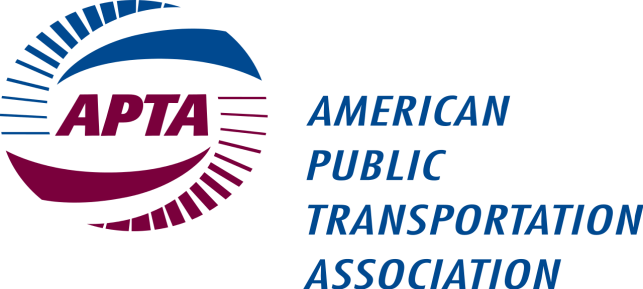 APTA
AMERICAN
PUBLIC
TRANSPORTATION
ASSOCIATION